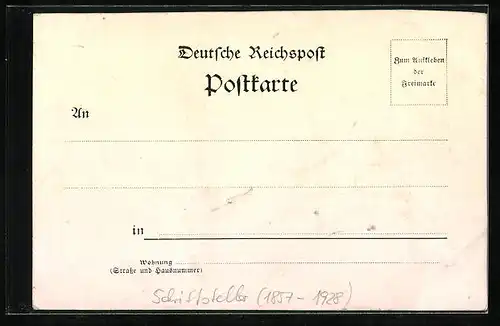 Deutsche Reichspost
Postkarte
Zum Aufkleben
der
Freimarke
An
in
Wohnung
(Straße und Hausnummer)
Schriftsteller (1857 - 1928)